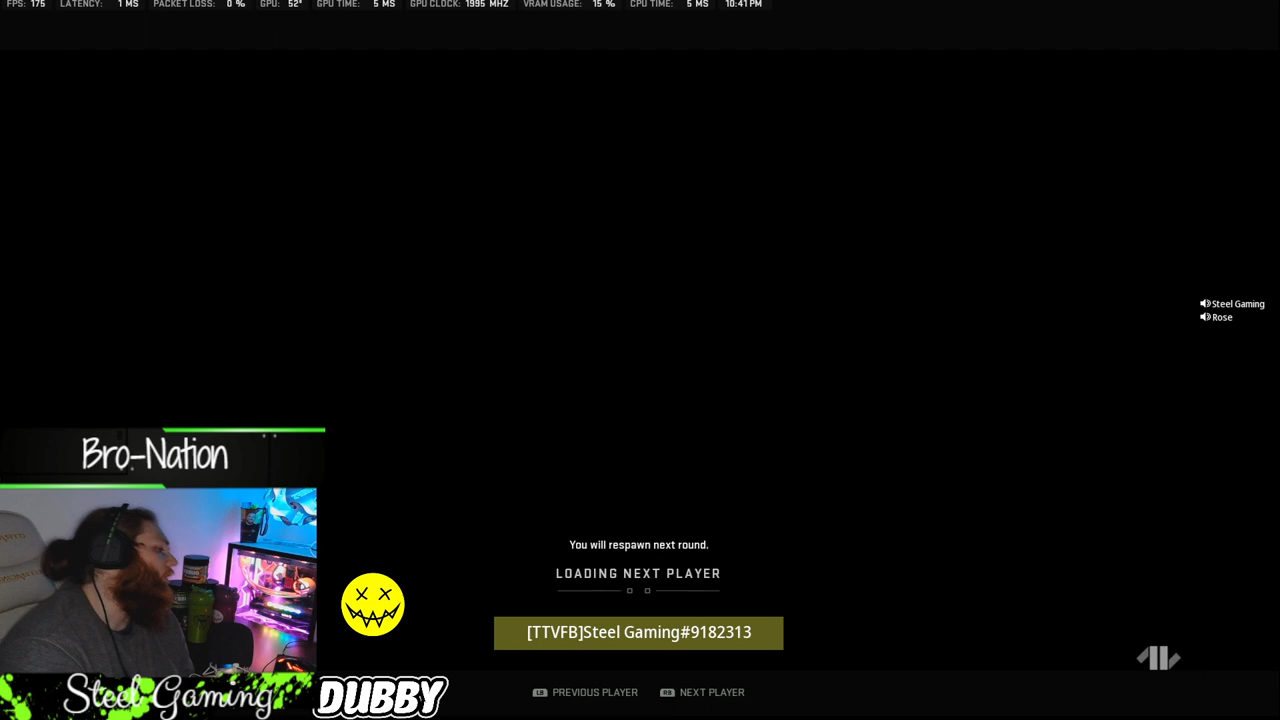 FPS: 175 LATENCY: 1 MS PACKET LOSS: 0 % GPU: 52° GPU TIME: 5 MS GPU CLOCK: 1995 MHZ VRAM USAGE: 15 % CPU TIME: 5 MS 10:41 PM
Steel Gaming
Rose
Bro-Nation
You will respawn next round.
LOADING NEXT PLAYER
[TTVFB]Steel Gaming#9182313
LB PREVIOUS PLAYER RB NEXT PLAYER
Steel Gaming
DUBBY